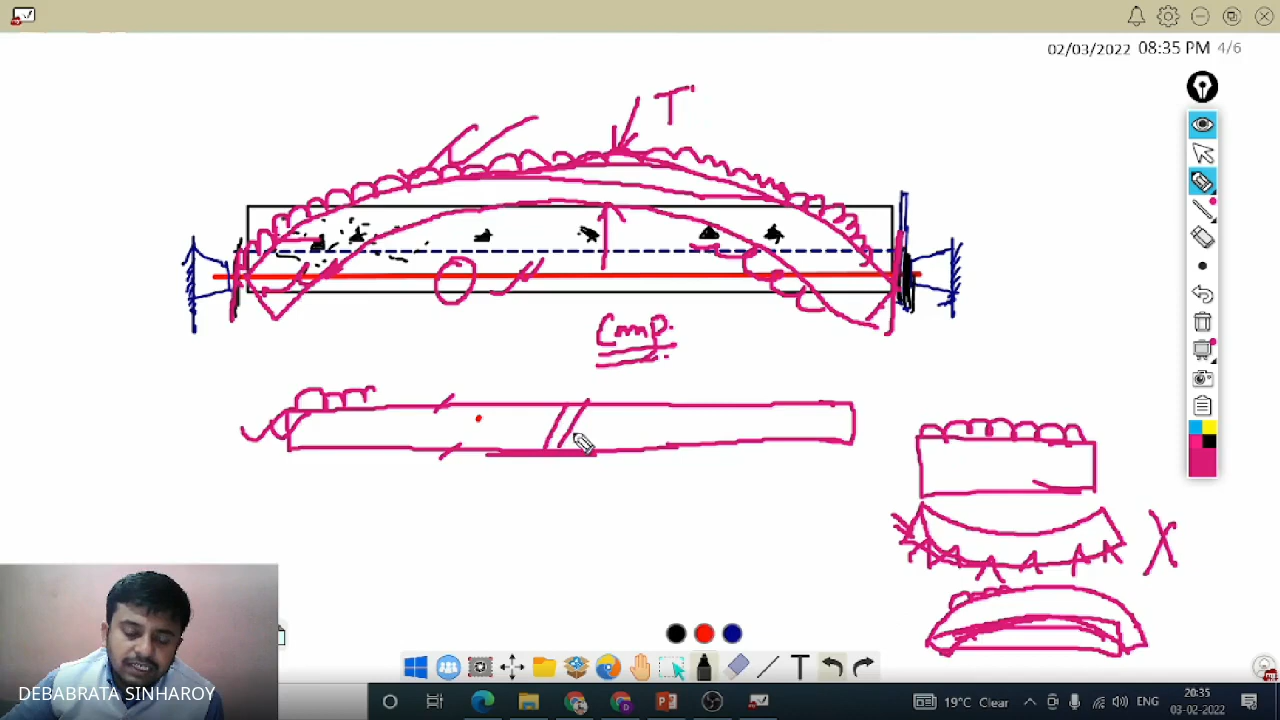 02/03/2022 08:35 PM 4/6
T
Comp.
DEBABRATA SINHAROY
T
19°C Clear
ENG
20:35
03-02-2022